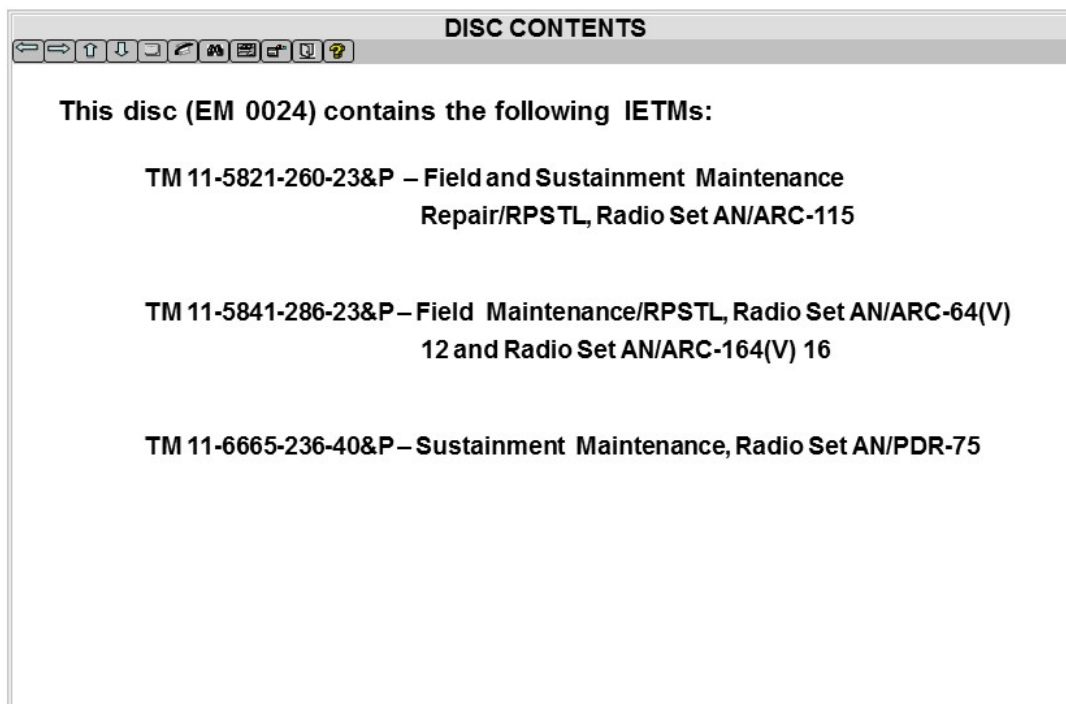 DISC CONTENTS
This disc (EM 0024) contains the following IETMs:
TM 11-5821-260-23&P – Field and Sustainment Maintenance
Repair/RPSTL, Radio Set AN/ARC-115
TM 11-5841-286-23&P – Field Maintenance/RPSTL, Radio Set AN/ARC-64(V)
12 and Radio Set AN/ARC-164(V) 16
TM 11-6665-236-40&P – Sustainment Maintenance, Radio Set AN/PDR-75